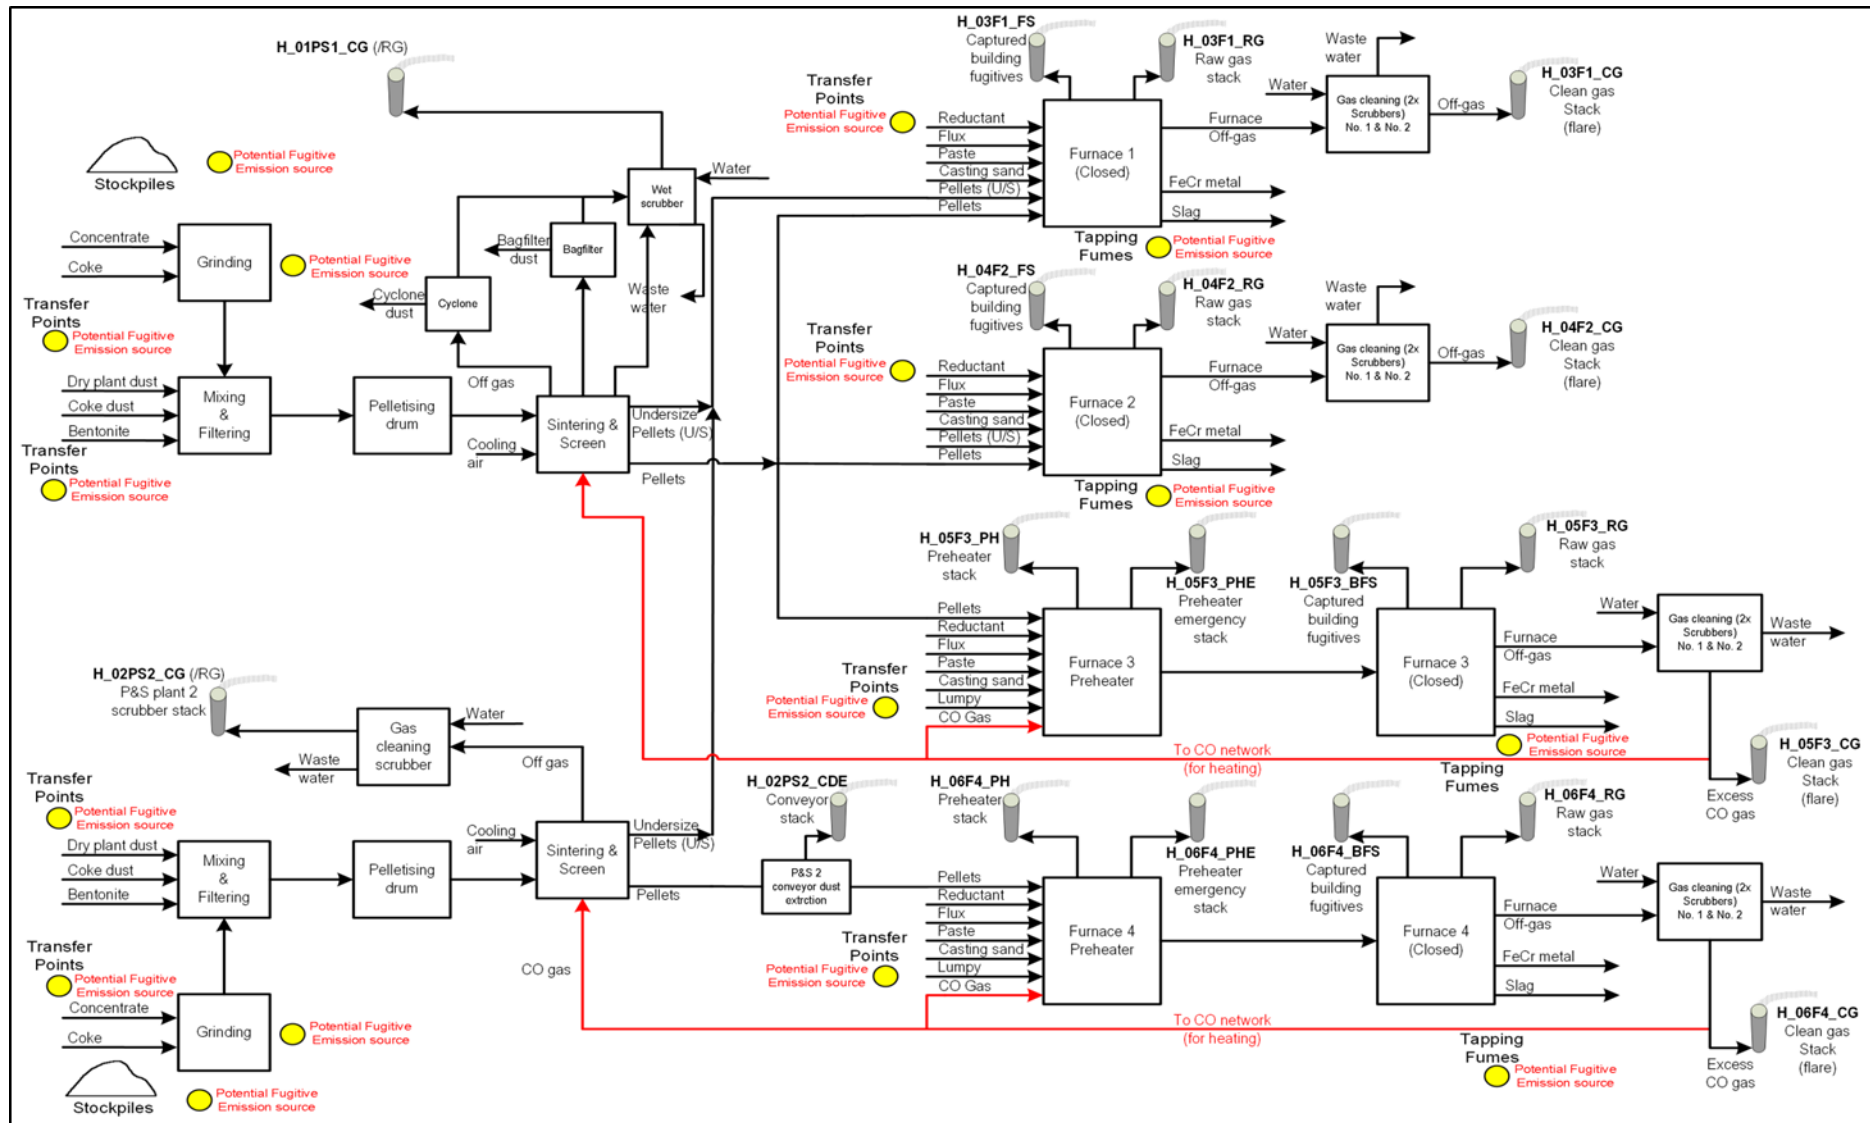 H_01PS1_CG (/RG)
Stockpiles
Potential Fugitive
Emission source
Concentrate
Coke
Grinding
Potential Fugitive
Emission source
Transfer
Points
Potential Fugitive
Emission source
Dry plant dust
Coke dust
Bentonite
Mixing
&
Filtering
Transfer
Points
Potential Fugitive
Emission source
Pelletising
drum
Cooling
air
Off gas
Sintering &
Screen
Undersize
Pellets (U/S)
Pellets
Cyclone
dust
Cyclone
Bagfilter
dust
Bagfilter
Waste
water
Wet
scrubber
Water
H_03F1_FS
Captured
building
fugitives
H_03F1_RG
Raw gas
stack
Transfer
Points
Potential Fugitive
Emission source
Reductant
Flux
Paste
Casting sand
Pellets (U/S)
Pellets
Furnace 1
(Closed)
Furnace
Off-gas
FeCr metal
Slag
Tapping
Fumes
Potential Fugitive
Emission source
Water
Waste
water
Gas cleaning (2x
Scrubbers)
No. 1 & No. 2
Off-gas
H_03F1_CG
Clean gas
Stack
(flare)
H_04F2_FS
Captured
building
fugitives
H_04F2_RG
Raw gas
stack
Transfer
Points
Potential Fugitive
Emission source
Reductant
Flux
Paste
Casting sand
Pellets (U/S)
Pellets
Furnace 2
(Closed)
Furnace
Off-gas
FeCr metal
Slag
Tapping
Fumes
Potential Fugitive
Emission source
Water
Waste
water
Gas cleaning (2x
Scrubbers)
No. 1 & No. 2
Off-gas
H_04F2_CG
Clean gas
Stack
(flare)
H_05F3_PH
Preheater
stack
H_05F3_PHE
Preheater
emergency
stack
H_05F3_BFS
Captured
building
fugitives
H_05F3_RG
Raw gas
stack
Transfer
Points
Potential Fugitive
Emission source
Pellets
Reductant
Flux
Paste
Casting sand
Lumpy
CO Gas
Furnace 3
Preheater
Furnace 3
(Closed)
Furnace
Off-gas
FeCr metal
Slag
Potential Fugitive
Emission source
Tapping
Fumes
Water
Gas cleaning (2x
Scrubbers)
No. 1 & No. 2
Waste
water
To CO network
(for heating)
Excess
CO gas
H_05F3_CG
Clean gas
Stack
(flare)
H_02PS2_CG (/RG)
P&S plant 2
scrubber stack
Gas
cleaning
scrubber
Water
Waste
water
Off gas
Transfer
Points
Potential Fugitive
Emission source
Dry plant dust
Coke dust
Bentonite
Mixing
&
Filtering
Pelletising
drum
Cooling
air
Sintering &
Screen
Undersize
Pellets (U/S)
Pellets
CO gas
H_02PS2_CDE
Conveyor
stack
P&S 2
conveyor dust
extrction
Transfer
Points
Potential Fugitive
Emission source
Concentrate
Coke
Grinding
Potential Fugitive
Emission source
Stockpiles
Potential Fugitive
Emission source
H_06F4_PH
Preheater
stack
H_06F4_PHE
Preheater
emergency
stack
H_06F4_BFS
Captured
building
fugitives
H_06F4_RG
Raw gas
stack
Transfer
Points
Potential Fugitive
Emission source
Pellets
Reductant
Flux
Paste
Casting sand
Lumpy
CO Gas
Furnace 4
Preheater
Furnace 4
(Closed)
Furnace
Off-gas
FeCr metal
Slag
Water
Gas cleaning (2x
Scrubbers)
No. 1 & No. 2
Waste
water
To CO network
(for heating)
Tapping
Fumes
Potential Fugitive
Emission source
Excess
CO gas
H_06F4_CG
Clean gas
Stack
(flare)